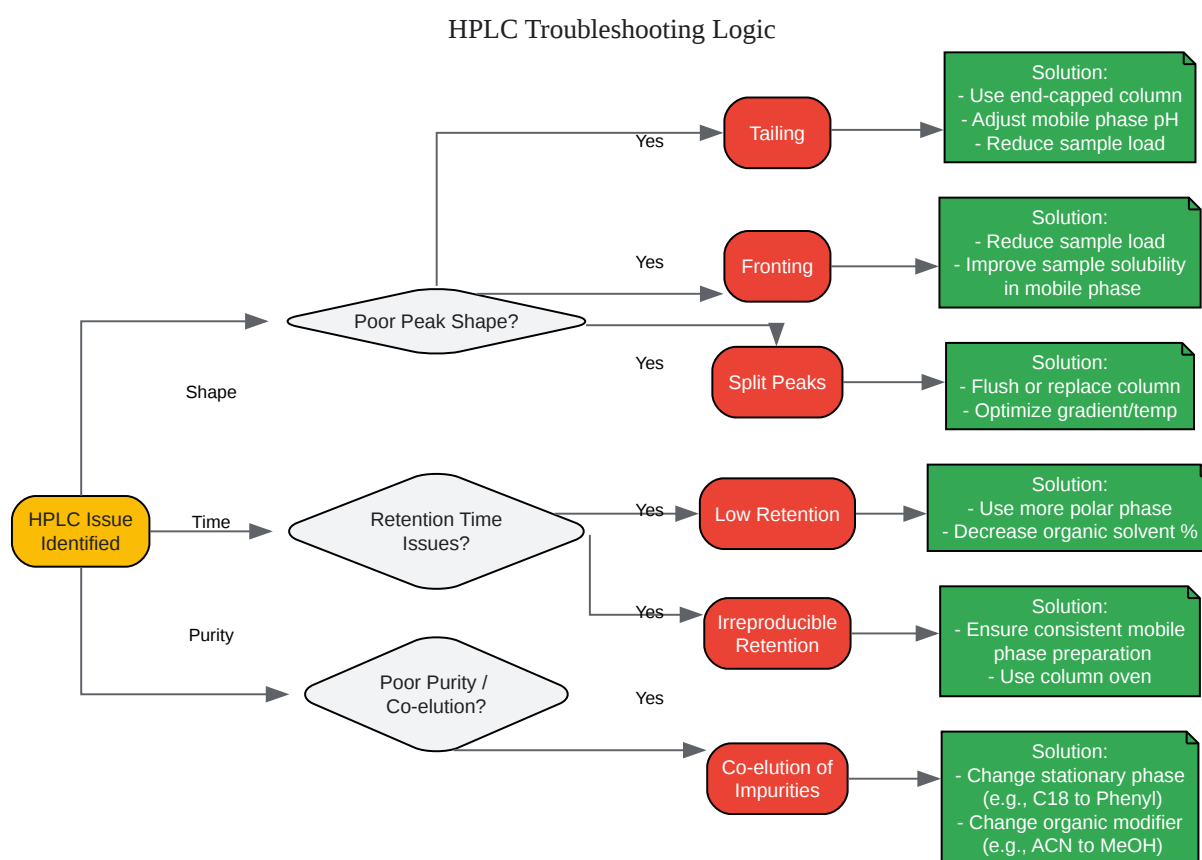 HPLC Troubleshooting Logic
Solution:
- Use end-capped column
- Adjust mobile phase pH
- Reduce sample load
Tailing
Yes
Solution:
- Reduce sample load
- Improve sample solubility
in mobile phase
Yes
Fronting
Poor Peak Shape?
Yes
Split Peaks
Solution:
- Flush or replace column
- Optimize gradient/temp
Shape
HPLC Issue
Identified
Time
Retention Time
Issues?
Yes
Low Retention
Solution:
- Use more polar phase
- Decrease organic solvent %
Yes
Irreproducible
Retention
Solution:
- Ensure consistent mobile
phase preparation
- Use column oven
Purity
Poor Purity /
Co-elution?
Yes
Co-elution of
Impurities
Solution:
- Change stationary phase
(e.g., C18 to Phenyl)
- Change organic modifier
(e.g., ACN to MeOH)